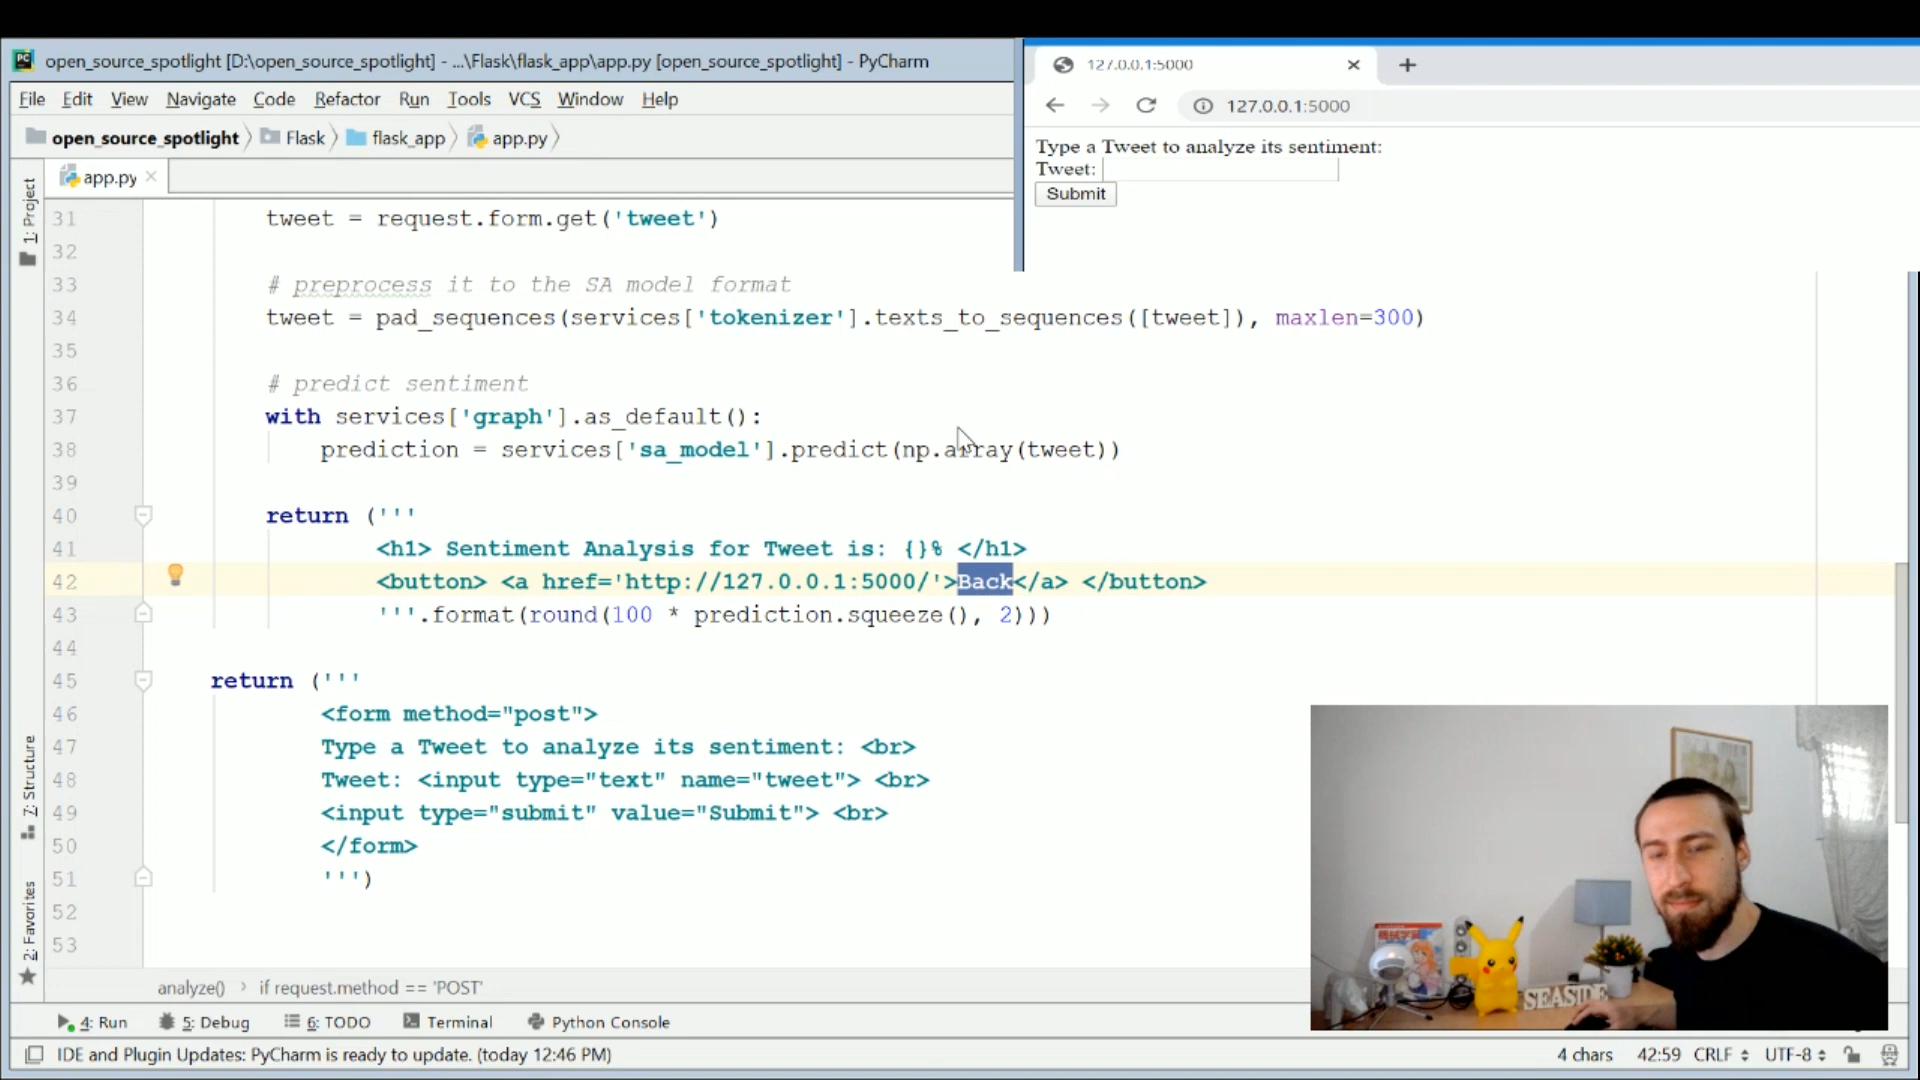 open_source_spotlight [D:\open_source_spotlight] - ...\Flask\flask_app\app.py [open_source_spotlight] - PyCharm
File Edit View Navigate Code Refactor Run Tools VCS Window Help
open_source_spotlight Flask flask_app app.py
app.py
127.0.0.1:5000
127.0.0.1:5000
Type a Tweet to analyze its sentiment:
Tweet:
Submit
1: Project
7: Structure
2: Favorites
31 tweet = request.form.get('tweet')
32
33 # preprocess it to the SA model format
34 tweet = pad_sequences(services['tokenizer'].texts_to_sequences([tweet]), maxlen=300)
35
36 # predict sentiment
37 with services['graph'].as_default():
38 prediction = services['sa_model'].predict(np.array(tweet))
39
40 return ('''
41 <h1> Sentiment Analysis for Tweet is: {}% </h1>
42 <button> <a href='http://127.0.0.1:5000/'>Back</a> </button>
43 '''.format(round(100 * prediction.squeeze(), 2)))
44
45 return ('''
46 <form method="post">
47 Type a Tweet to analyze its sentiment: <br>
48 Tweet: <input type="text" name="tweet"> <br>
49 <input type="submit" value="Submit"> <br>
50 </form>
51 ''')
52
53
SEASIDE
analyze() if request.method == 'POST'
4: Run 5: Debug 6: TODO Terminal Python Console
IDE and Plugin Updates: PyCharm is ready to update. (today 12:46 PM) 4 chars 42:59 CRLF UTF-8